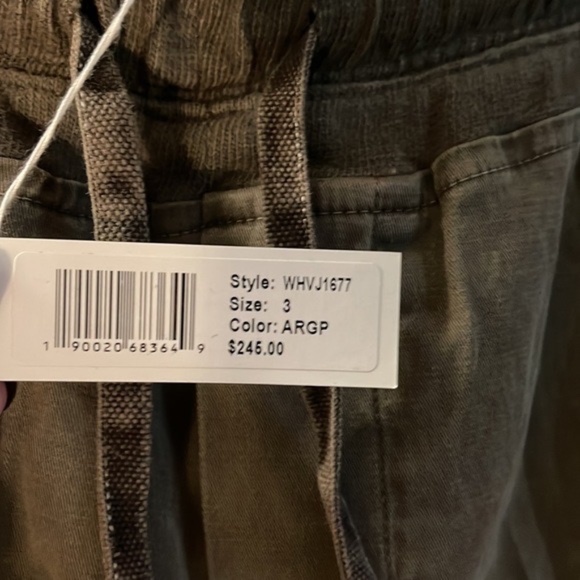 Style: WHVJ1677
Size: 3
Color: ARGP
$245.00
1 90020 68364 9